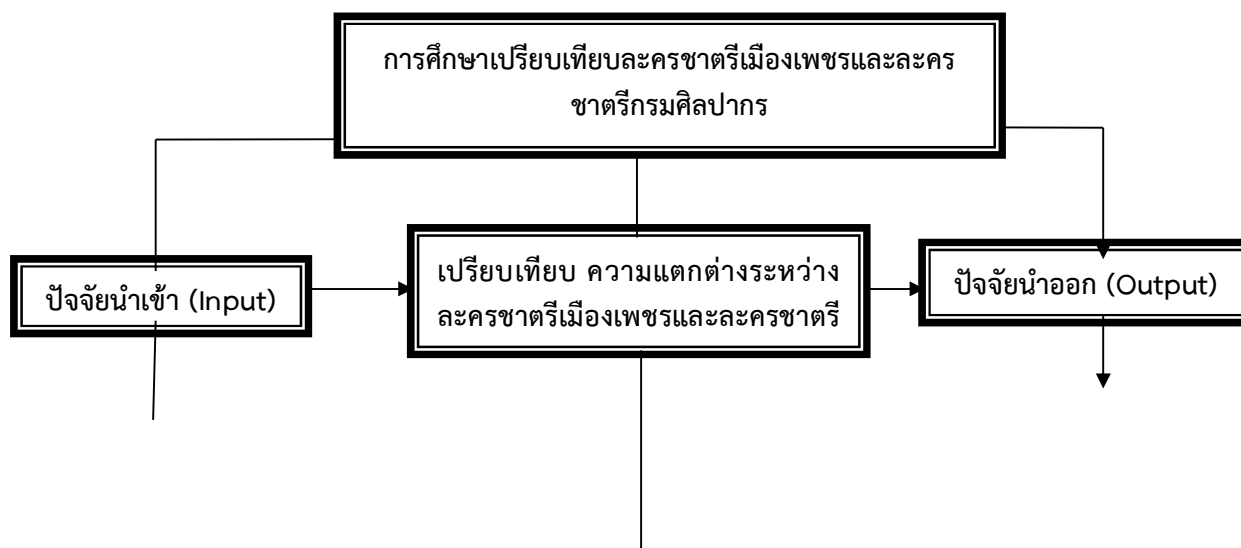 การศึกษาเปรียบเทียบละครชาตรีเมืองเพชรและละคร
ชาตรีกรมศิลปากร
ปัจจัยนำเข้า (Input)
เปรียบเทียบ ความแตกต่างระหว่าง
ละครชาตรีเมืองเพชรและละครชาตรี
ปัจจัยนำออก (Output)